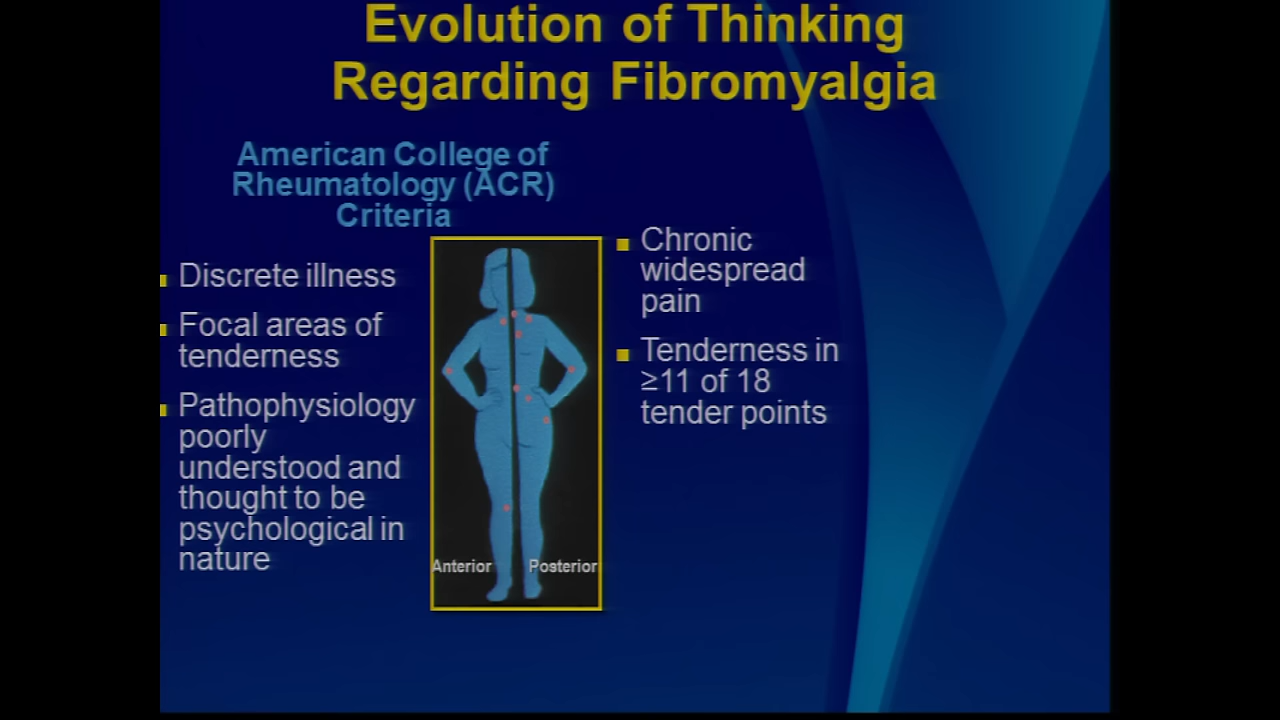 Evolution of Thinking
Regarding Fibromyalgia
American College of
Rheumatology (ACR)
Criteria
Discrete illness
Focal areas of
tenderness
Pathophysiology
poorly
understood and
thought to be
psychological in
nature
Anterior
Posterior
Chronic
widespread
pain
Tenderness in
≥11 of 18
tender points